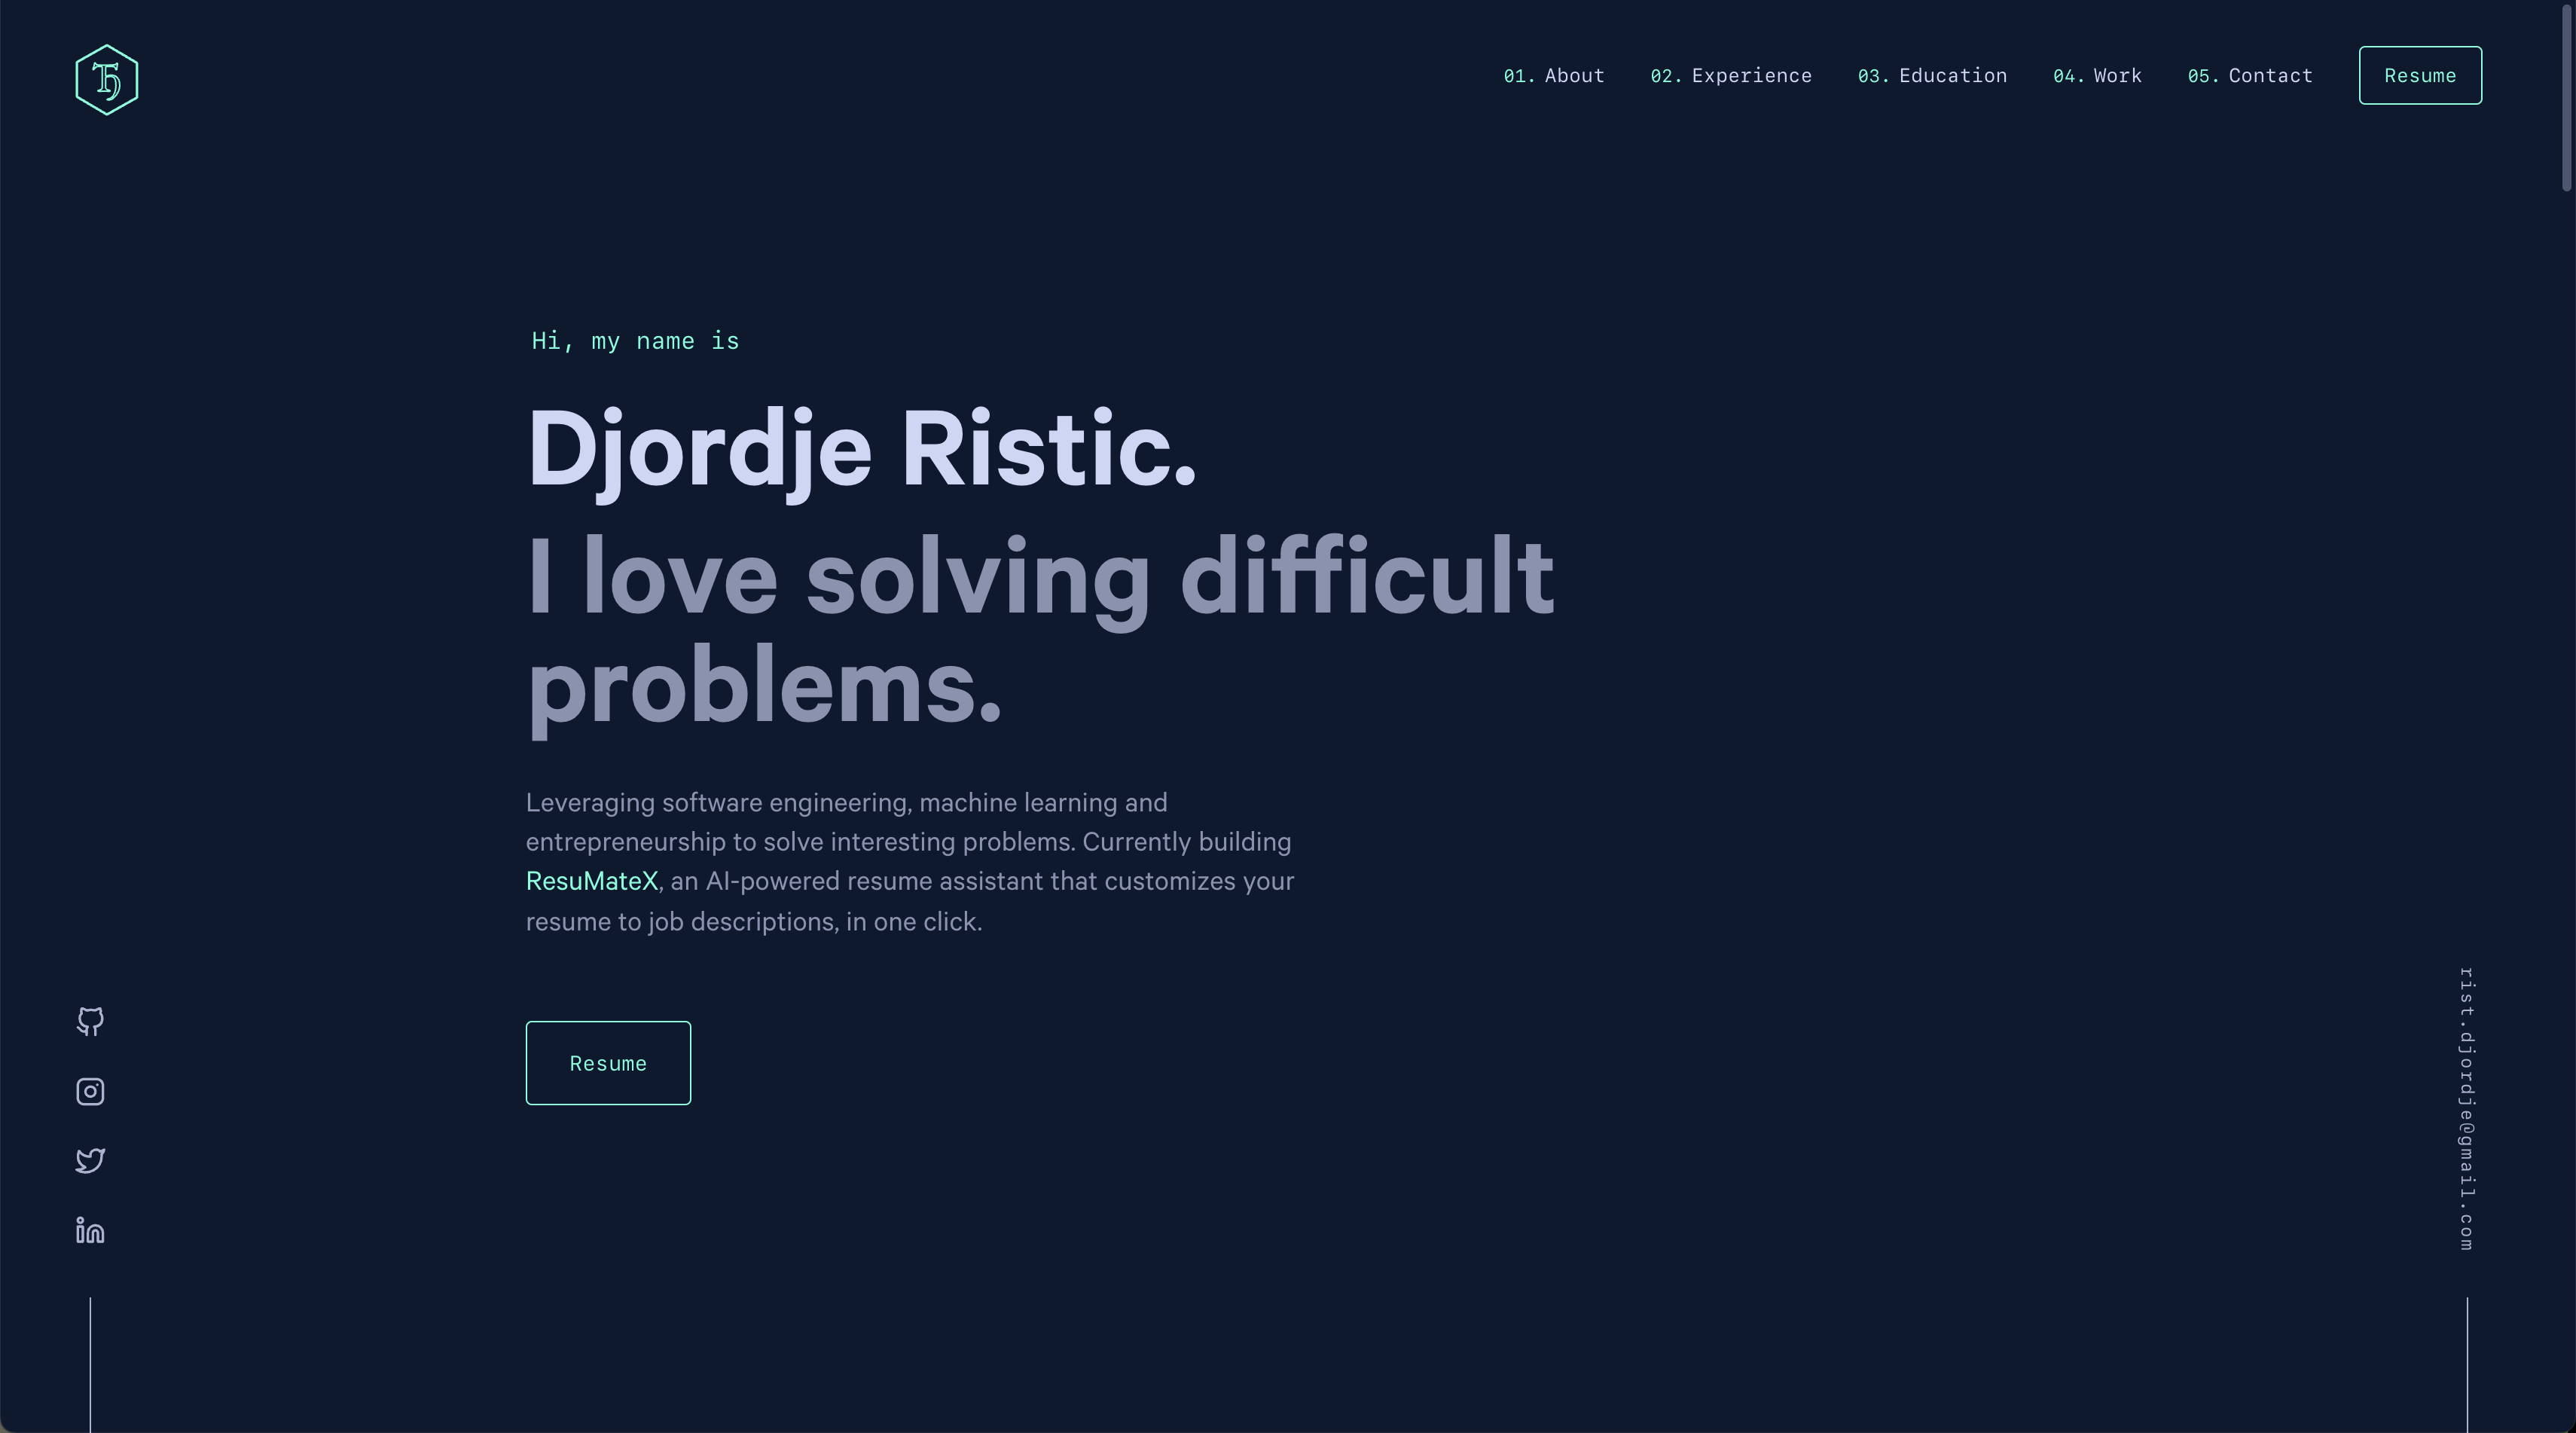 Ђ
01. About 02. Experience 03. Education 04. Work 05. Contact Resume
Hi, my name is
Djordje Ristic.
I love solving difficult
problems.
Leveraging software engineering, machine learning and
entrepreneurship to solve interesting problems. Currently building
ResuMateX, an AI-powered resume assistant that customizes your
resume to job descriptions, in one click.
Resume
rist.djordje@gmail.com